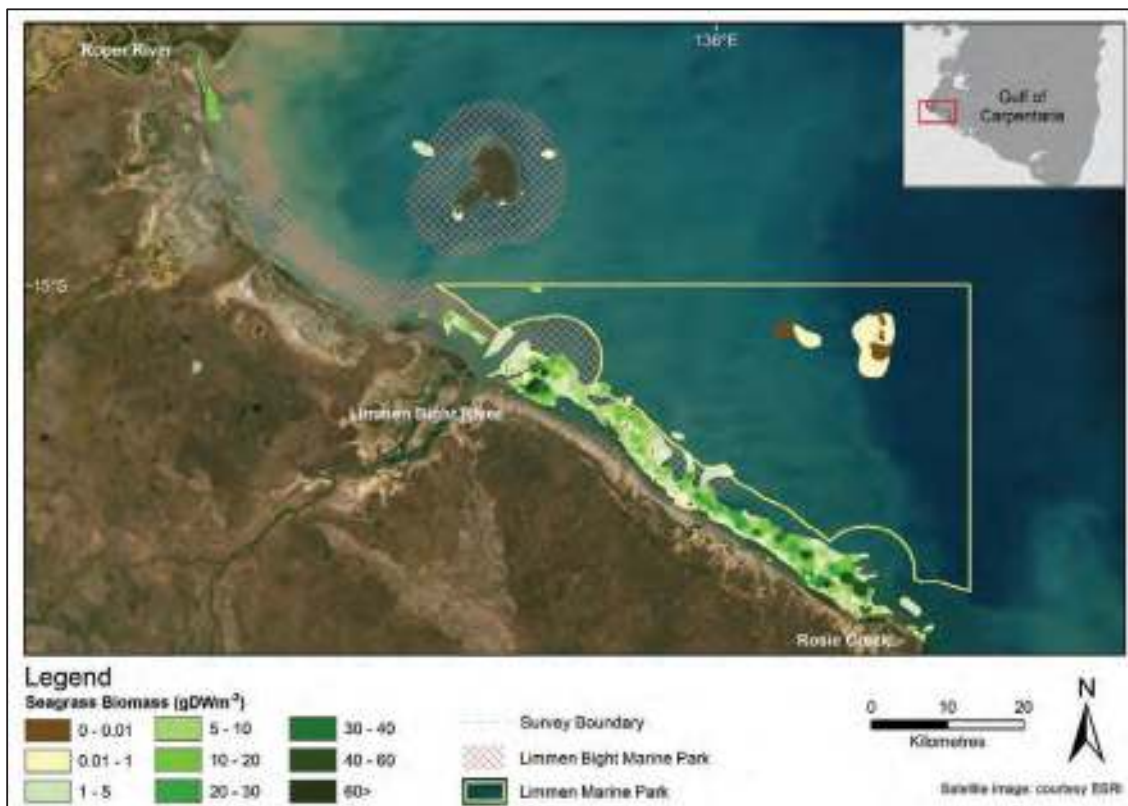 Roper River
136°E
Gulf of
Carpentaria
15°S
Limmen Bight River
Rosie Creek
Legend
Seagrass Biomass (gDWm⁻²)
0 - 0.01
0.01 - 1
1 - 5
5 - 10
10 - 20
20 - 30
30 - 40
40 - 60
60>
Survey Boundary
Limmen Bight Marine Park
Limmen Marine Park
0 10 20
Kilometres
N
Satellite image: courtesy ESRI